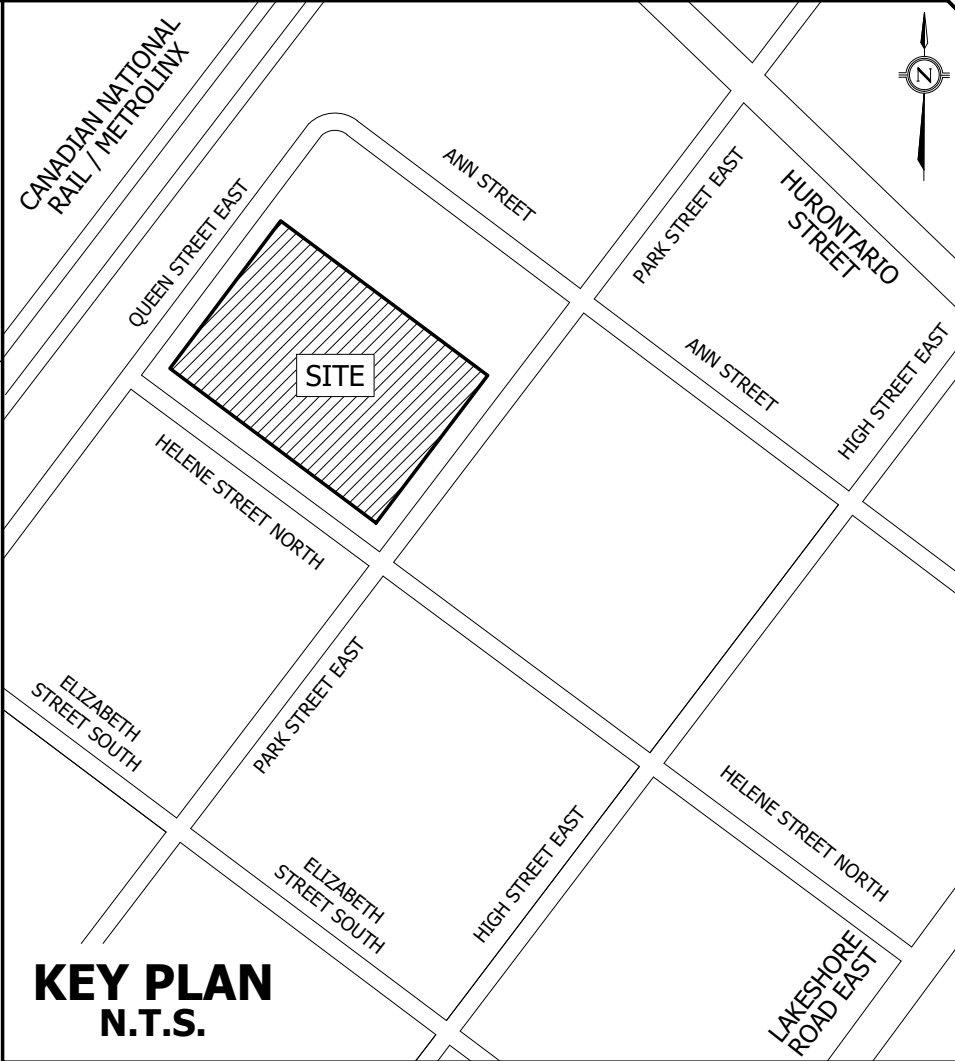 CANADIAN NATIONAL
RAIL / METROLINX
N
ANN STREET
PARK STREET EAST
HURONTARIO
STREET
QUEEN STREET EAST
ANN STREET
HIGH STREET EAST
SITE
HELENE STREET NORTH
PARK STREET EAST
ELIZABETH
STREET SOUTH
HELENE STREET NORTH
HIGH STREET EAST
ELIZABETH
STREET SOUTH
LAKESHORE
ROAD EAST
KEY PLAN
N.T.S.